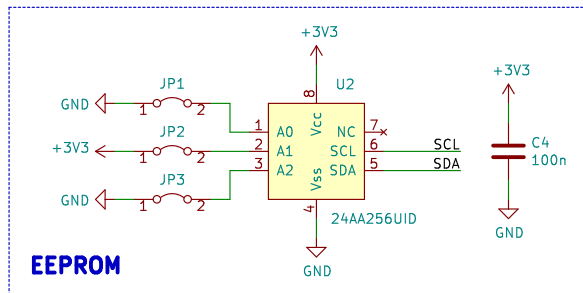 +3V3
JP1
U2
+3V3
GND
1
2
8
Vcc
JP2
1
A0
NC
7
SCL
C4
+3V3
1
2
2
A1
SCL
6
100n
JP3
3
A2
SDA
5
SDA
GND
1
2
Vss
4
24AA256UID
GND
GND
EEPROM